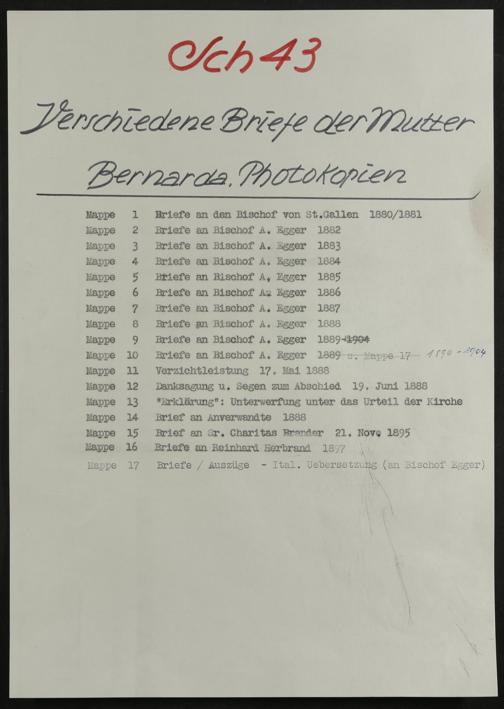 Sch 43
Verschiedene Briefe der Mutter
Bernarda. Photokopien
Mappe 1 Briefe an den Bischof von St.Gallen 1880/1881
Mappe 2 Briefe an Bischof A. Egger 1882
Mappe 3 Briefe an Bischof A. Egger 1883
Mappe 4 Briefe an Bischof A. Egger 1884
Mappe 5 Briefe an Bischof A. Egger 1885
Mappe 6 Briefe an Bischof A. Egger 1886
Mappe 7 Briefe an Bischof A. Egger 1887
Mappe 8 Briefe an Bischof A. Egger 1888
Mappe 9 Briefe an Bischof A. Egger 1889-1904
Mappe 10 Briefe an Bischof A. Egger 1889 s. Mappe 17 1890-1904
Mappe 11 Verzichtleistung 17. Mai 1888
Mappe 12 Danksagung u. Segen zum Abschied 19. Juni 1888
Mappe 13 "Erklärung": Unterwerfung unter das Urteil der Kirche
Mappe 14 Brief an Anverwandte 1888
Mappe 15 Brief an Sr. Charitas Brander 21. Nov. 1895
Mappe 16 Briefe an Reinhard Herbrand 1897
Mappe 17 Briefe / Auszüge - Ital. Uebersetzung (an Bischof Egger)